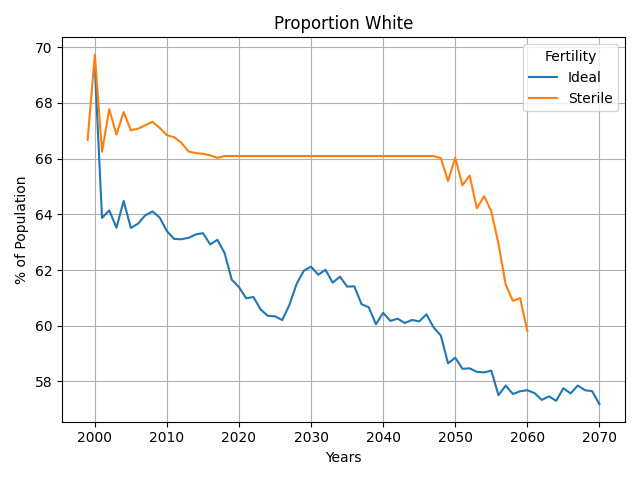 Proportion White
Fertility
Ideal
Sterile
% of Population
70
68
66
64
62
60
58
2000 2010 2020 2030 2040 2050 2060 2070
Years